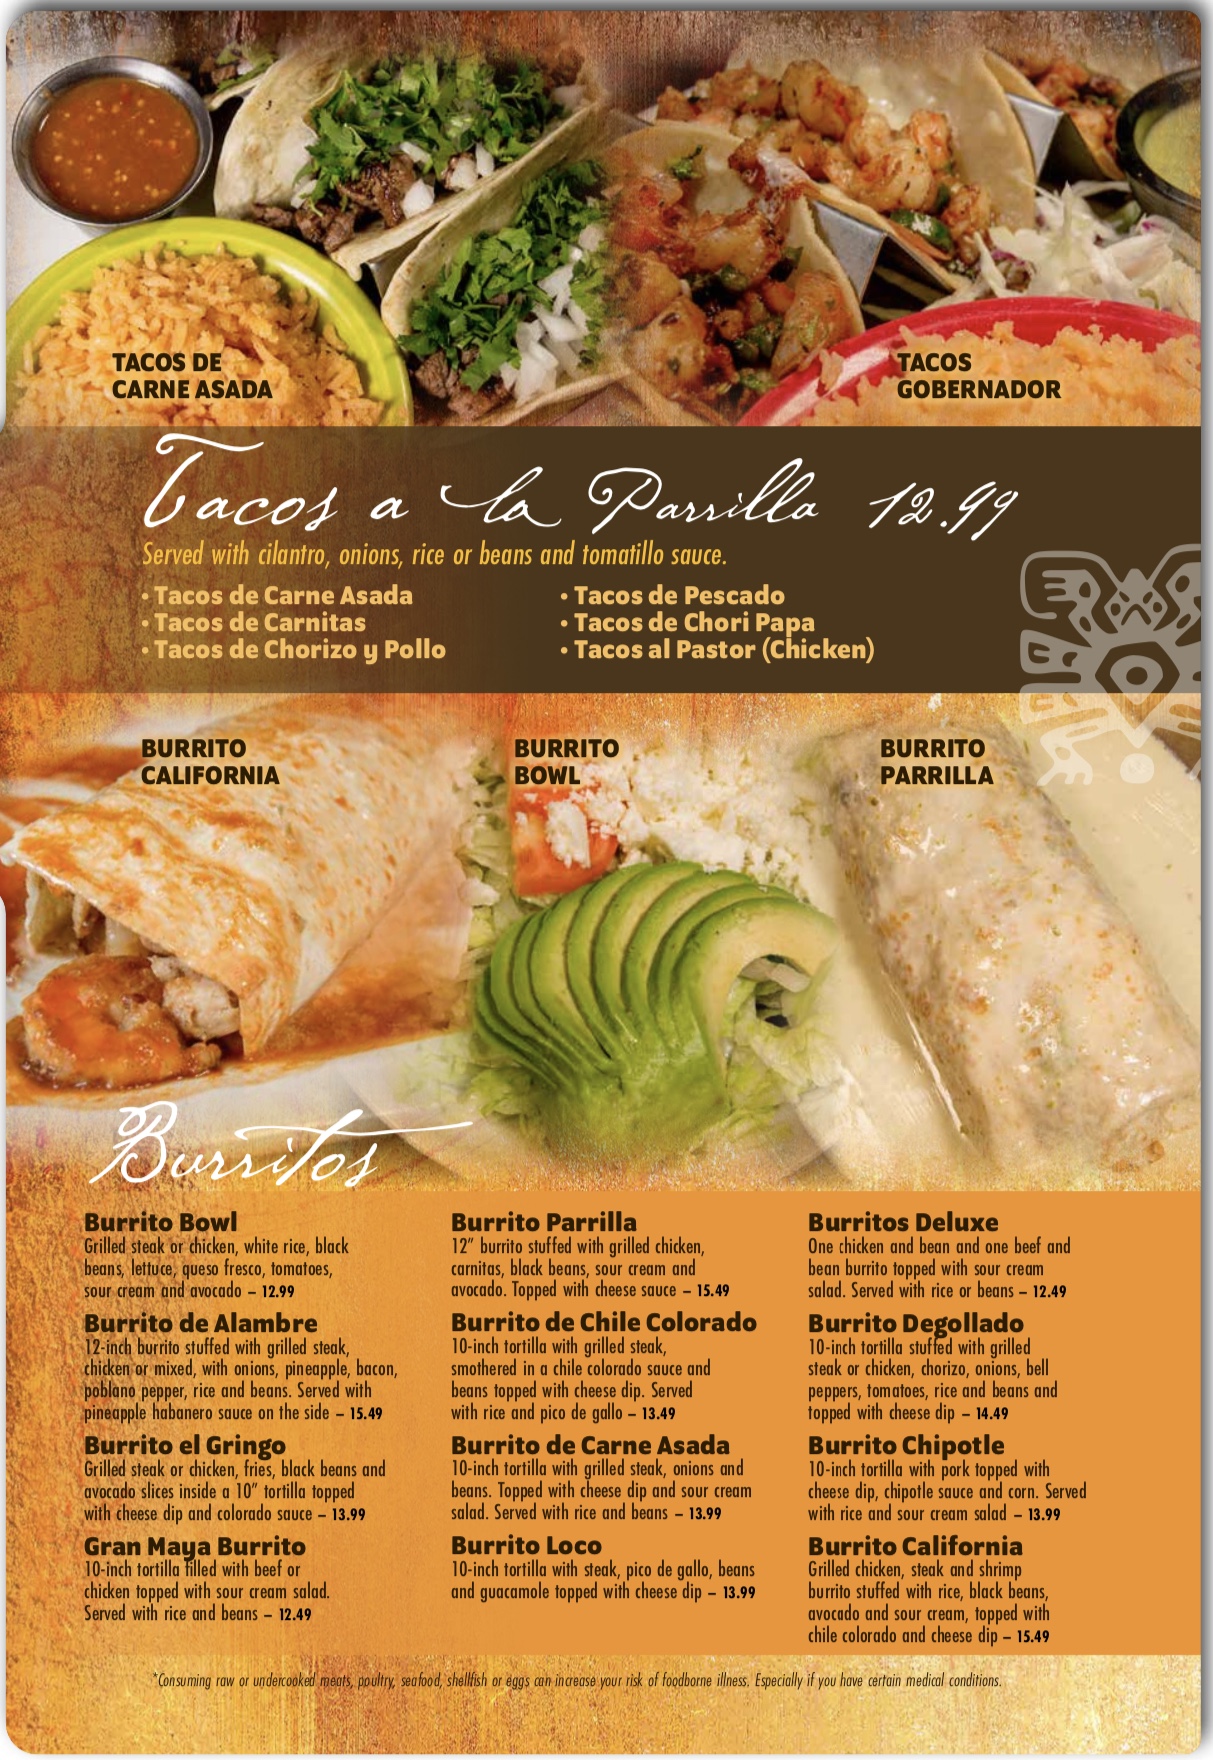 TACOS DE
CARNE ASADA
TACOS
GOBERNADOR
Tacos a la Parrilla 12.99
Served with cilantro, onions, rice or beans and tomatillo sauce.
• Tacos de Carne Asada
• Tacos de Carnitas
• Tacos de Chorizo y Pollo
• Tacos de Pescado
• Tacos de Chori Papa
• Tacos al Pastor (Chicken)
BURRITO
CALIFORNIA
BURRITO
BOWL
BURRITO
PARRILLA
Burritos
Burrito Bowl
Grilled steak or chicken, white rice, black
beans, lettuce, queso fresco, tomatoes,
sour cream and avocado – 12.99
Burrito de Alambre
12-inch burrito stuffed with grilled steak,
chicken or mixed, with onions, pineapple, bacon,
poblano pepper, rice and beans. Served with
pineapple habanero sauce on the side – 15.49
Burrito el Gringo
Grilled steak or chicken, fries, black beans and
avocado slices inside a 10” tortilla topped
with cheese dip and colorado sauce – 13.99
Gran Maya Burrito
10-inch tortilla filled with beef or
chicken topped with sour cream salad.
Served with rice and beans – 12.49
Burrito Parrilla
12” burrito stuffed with grilled chicken,
carnitas, black beans, sour cream and
avocado. Topped with cheese sauce – 15.49
Burrito de Chile Colorado
10-inch tortilla with grilled steak,
smothered in a chile colorado sauce and
beans topped with cheese dip. Served
with rice and pico de gallo – 13.49
Burrito de Carne Asada
10-inch tortilla with grilled steak, onions and
beans. Topped with cheese dip and sour cream
salad. Served with rice and beans – 13.99
Burrito Loco
10-inch tortilla with steak, pico de gallo, beans
and guacamole topped with cheese dip – 13.99
Burritos Deluxe
One chicken and bean and one beef and
bean burrito topped with sour cream
salad. Served with rice or beans – 12.49
Burrito Degollado
10-inch tortilla stuffed with grilled
steak or chicken, chorizo, onions, bell
peppers, tomatoes, rice and beans and
topped with cheese dip – 14.49
Burrito Chipotle
10-inch tortilla with pork topped with
cheese dip, chipotle sauce and corn. Served
with rice and sour cream salad – 13.99
Burrito California
Grilled chicken, steak and shrimp
burrito stuffed with rice, black beans,
avocado and sour cream, topped with
chile colorado and cheese dip – 15.49
*Consuming raw or undercooked meats, poultry, seafood, shellfish or eggs can increase your risk of foodborne illness. Especially if you have certain medical conditions.